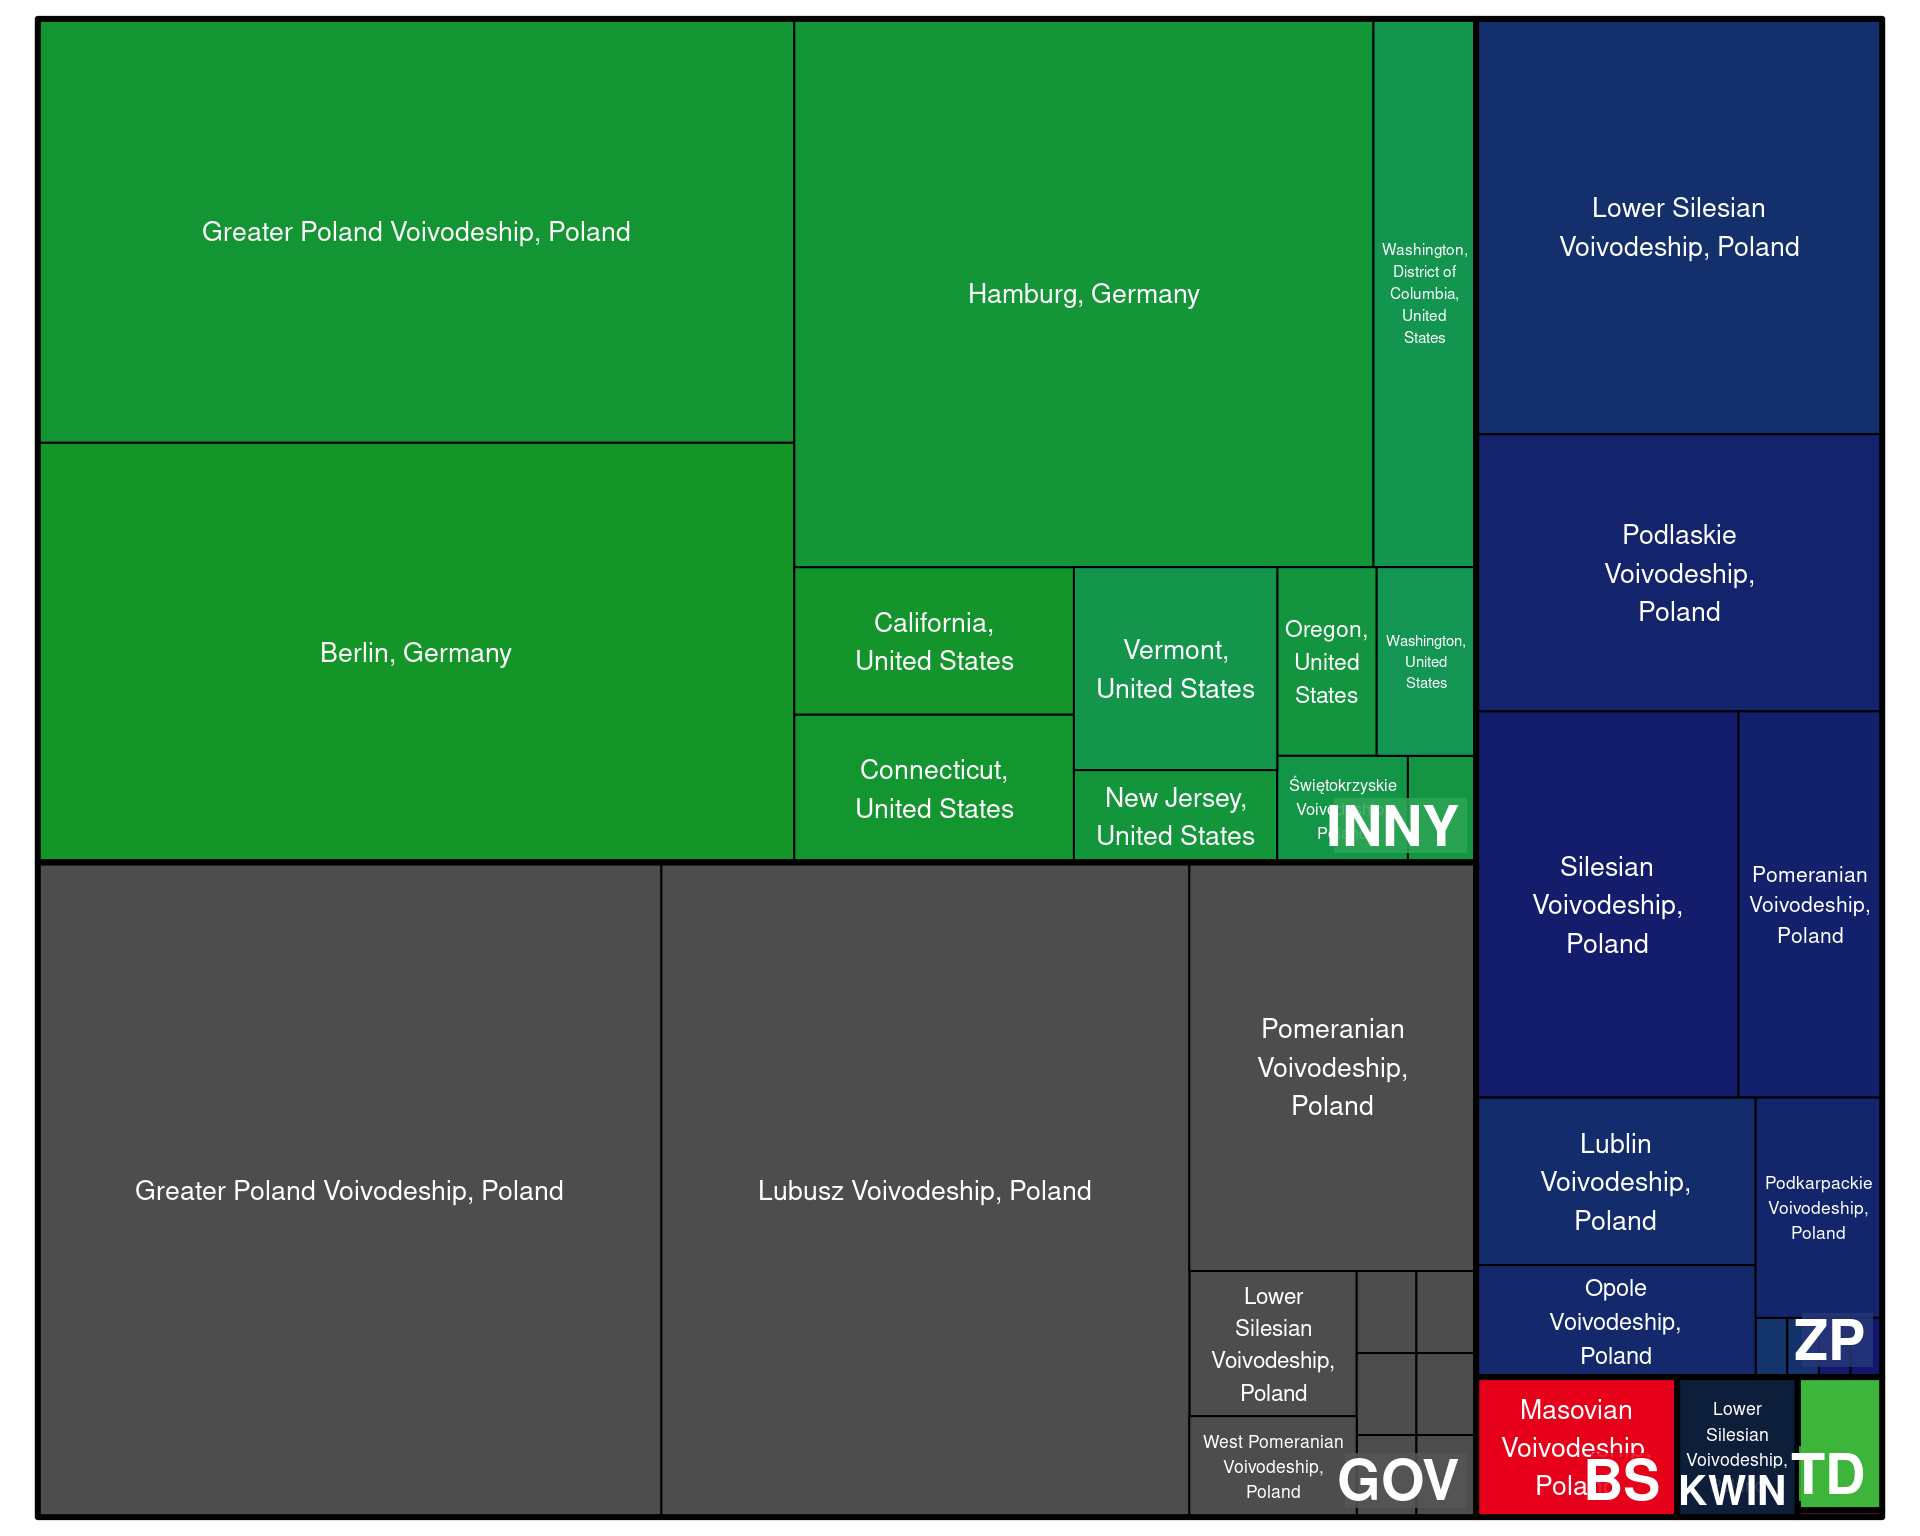 Greater Poland Voivodeship, Poland
Berlin, Germany
Hamburg, Germany
Washington,
District of
Columbia,
United
States
California,
United States
Connecticut,
United States
Vermont,
United States
New Jersey,
United States
Oregon,
United
States
Washington,
United
States
Świętokrzyskie
INNY
Greater Poland Voivodeship, Poland
Lubusz Voivodeship, Poland
Pomeranian
Voivodeship,
Poland
Lower
Silesian
Voivodeship,
Poland
West Pomeranian
Voivodeship,
Poland
GOV
Lower Silesian
Voivodeship, Poland
Podlaskie
Voivodeship,
Poland
Silesian
Voivodeship,
Poland
Pomeranian
Voivodeship,
Poland
Lublin
Voivodeship,
Poland
Podkarpackie
Voivodeship,
Poland
Opole
Voivodeship,
Poland
ZP
Masovian
Voivodeship,
BS
Lower
Silesian
Voivodeship,
KWIN
TD